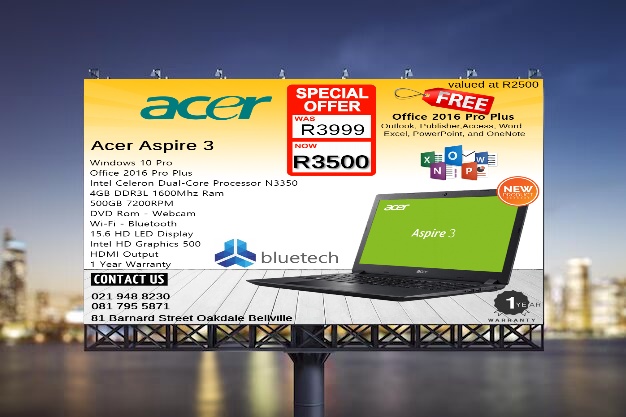 valued at R2500
acer
SPECIAL
OFFER
WAS
R3999
NOW
R3500
FREE
Office 2016 Pro Plus
Outlook, Publisher,Access, Word
Excel, PowerPoint, and OneNote
X O W
N P
Acer Aspire 3
Windows 10 Pro
Office 2016 Pro Plus
Intel Celeron Dual-Core Processor N3350
4GB DDR3L 1600Mhz Ram
500GB 7200RPM
DVD Rom - Webcam
Wi-Fi - Bluetooth
15.6 HD LED Display
Intel HD Graphics 500
HDMI Output
1 Year Warranty
NEW
PRODUCT
acer
Aspire 3
bluetech
CONTACT US
021 948 8230
081 795 5871
81 Barnard Street Oakdale Bellville
1 YEAR
WARRANTY